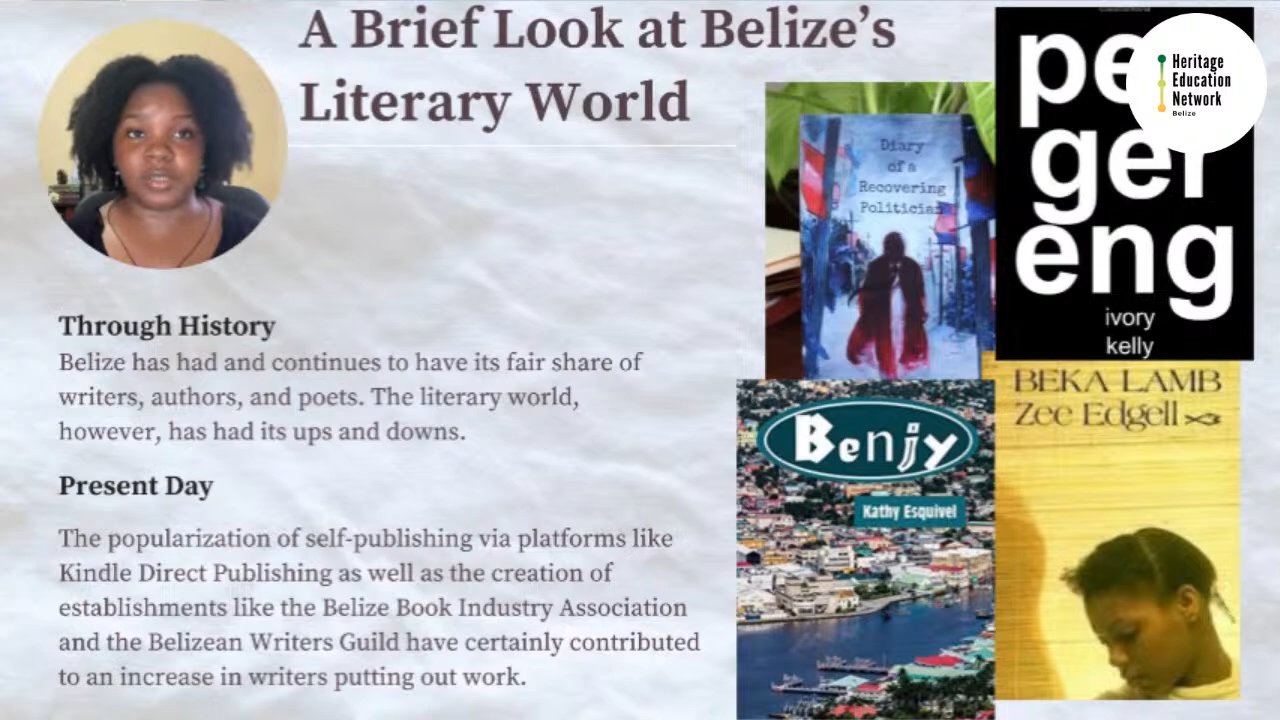 A Brief Look at Belize’s
Literary World
Through History
Belize has had and continues to have its fair share of
writers, authors, and poets. The literary world,
however, has had its ups and downs.
Present Day
The popularization of self-publishing via platforms like
Kindle Direct Publishing as well as the creation of
establishments like the Belize Book Industry Association
and the Belizean Writers Guild have certainly contributed
to an increase in writers putting out work.
Diary
of a
Recovering
Politician
ger
eng
ivory
kelly
Heritage
Education
Network
Belize
Benjy
Kathy Esquivel
BEKA LAMB
Zee Edgell